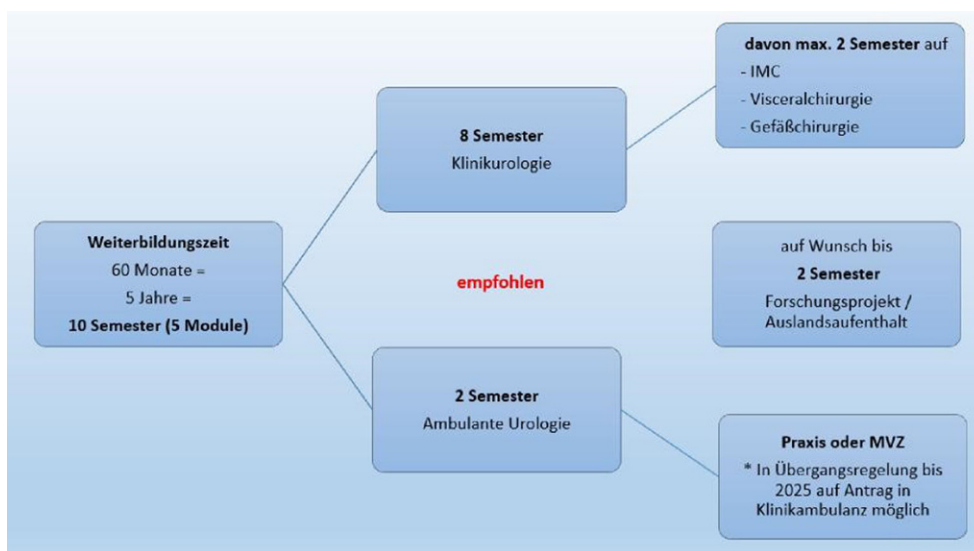 Weiterbildungszeit
60 Monate =
5 Jahre =
10 Semester (5 Module)
8 Semester
Klinikurologie
empfohlen
2 Semester
Ambulante Urologie
davon max. 2 Semester auf
- IMC
- Visceralchirurgie
- Gefäßchirurgie
auf Wunsch bis
2 Semester
Forschungsprojekt /
Auslandsaufenthalt
Praxis oder MVZ
* In Übergangsregelung bis
2025 auf Antrag in
Klinikambulanz möglich